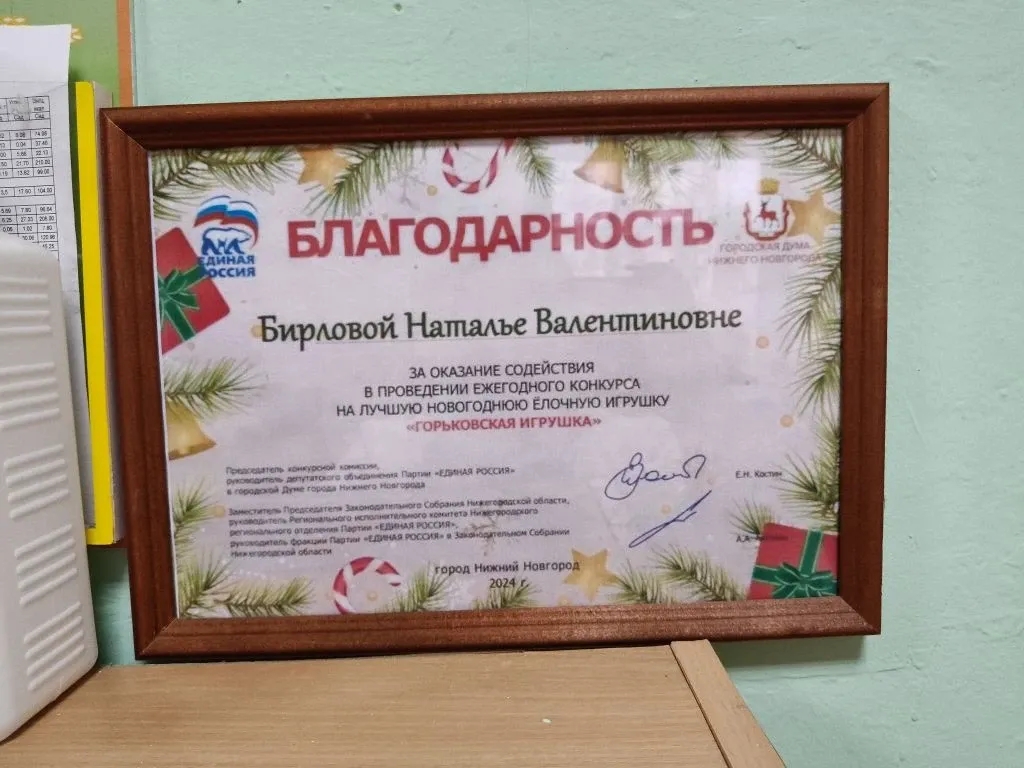 БЛАГОДАРНОСТЬ
ЕДИНАЯ
РОССИЯ
ГОРОДСКАЯ ДУМА
НИЖНЕГО НОВГОРОДА
Бирловой Наталье Валентиновне
ЗА ОКАЗАНИЕ СОДЕЙСТВИЯ
В ПРОВЕДЕНИИ ЕЖЕГОДНОГО КОНКУРСА
НА ЛУЧШУЮ НОВОГОДНЮЮ ЁЛОЧНУЮ ИГРУШКУ
«ГОРЬКОВСКАЯ ИГРУШКА»
Председатель конкурсной комиссии,
руководитель депутатского объединения Партии «ЕДИНАЯ РОССИЯ»
в городской Думе города Нижнего Новгорода
Е.Н. Костин
Заместитель Председателя Законодательного Собрания Нижегородской области,
руководитель Регионального исполнительного комитета Нижегородского
регионального отделения Партии «ЕДИНАЯ РОССИЯ»,
руководитель фракции Партии «ЕДИНАЯ РОССИЯ» в Законодательном Собрании
Нижегородской области
А.А.
город Нижний Новгород
2024 г.